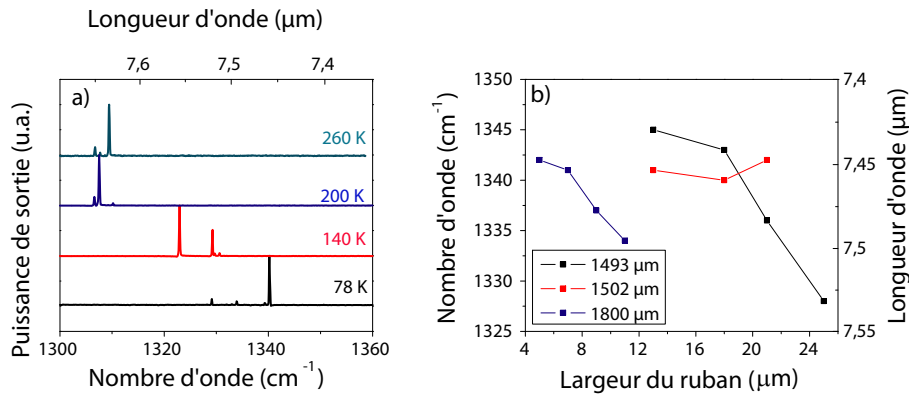 Longueur d'onde (μm)
7,6 7,5 7,4
a)
Puissance de sortie (u.a.)
260 K
200 K
140 K
78 K
1300 1320 1340 1360
Nombre d'onde (cm⁻¹)
b)
Nombre d'onde (cm⁻¹)
1350
1345
1340
1335
1330
1325
7,4
7,45
7,5
7,55
Longueur d'onde (μm)
1493 μm
1502 μm
1800 μm
4 8 12 16 20 24
Largeur du ruban (μm)